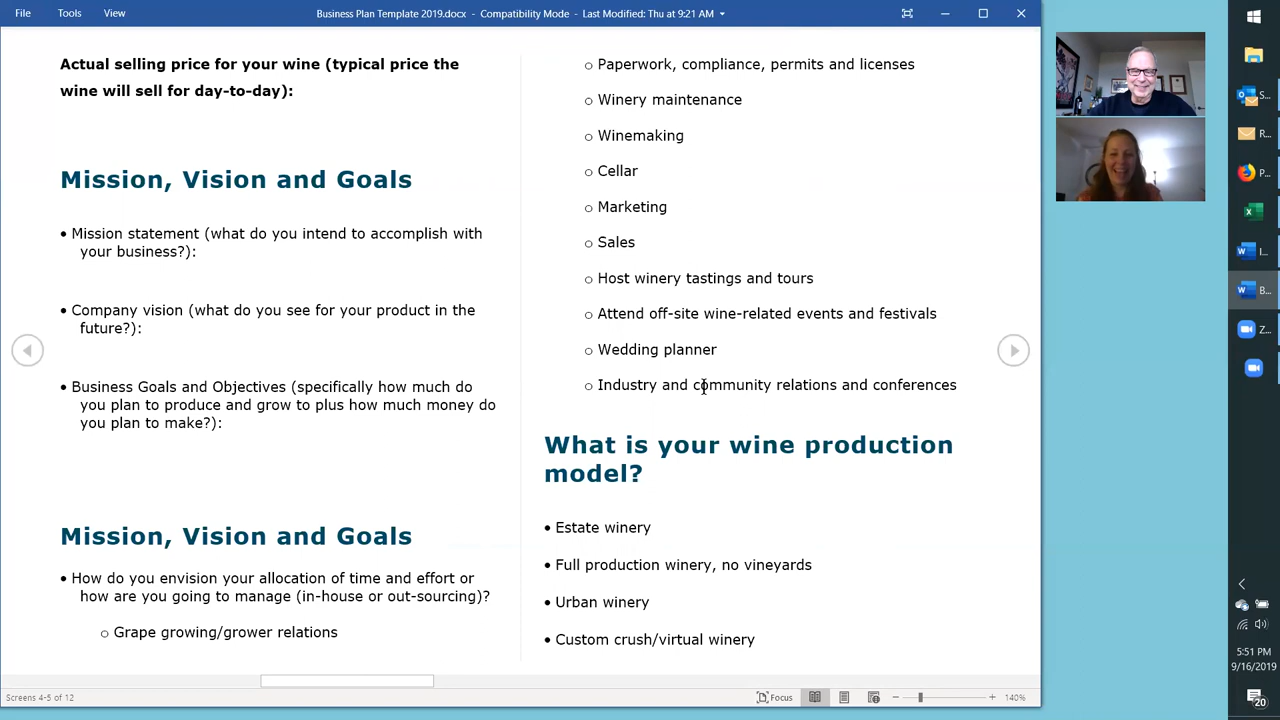 File
Tools
View
Business Plan Template 2019.docx - Compatibility Mode - Last Modified: Thu at 9:21 AM
Actual selling price for your wine (typical price the
wine will sell for day-to-day):
Mission, Vision and Goals
• Mission statement (what do you intend to accomplish with
your business?):
• Company vision (what do you see for your product in the
future?):
• Business Goals and Objectives (specifically how much do
you plan to produce and grow to plus how much money do
you plan to make?):
Mission, Vision and Goals
• How do you envision your allocation of time and effort or
how are you going to manage (in-house or out-sourcing)?
o Grape growing/grower relations
o Paperwork, compliance, permits and licenses
o Winery maintenance
o Winemaking
o Cellar
o Marketing
o Sales
o Host winery tastings and tours
o Attend off-site wine-related events and festivals
o Wedding planner
o Industry and community relations and conferences
What is your wine production
model?
• Estate winery
• Full production winery, no vineyards
• Urban winery
• Custom crush/virtual winery
Screens 4-5 of 12
Focus
140%
S...
R...
P...
I...
B...
Z...
5:51 PM
9/16/2019
20